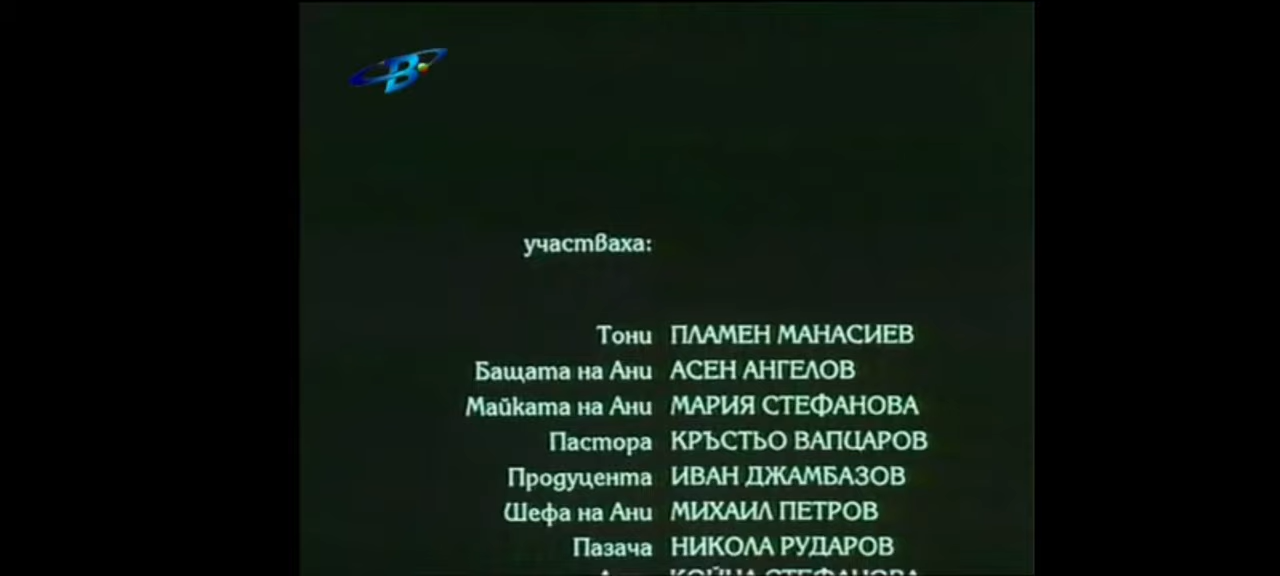 В
участваха:
Тони ПЛАМЕН МАНАСИЕВ
Бащата на Ани АСЕН АНГЕЛОВ
Майката на Ани МАРИЯ СТЕФАНОВА
Пастора КРЪСТЬО ВАПЦАРОВ
Продуцента ИВАН ДЖАМБАЗОВ
Шефа на Ани МИХАИЛ ПЕТРОВ
Пазача НИКОЛА РУДАРОВ
СТЕФАНОВА